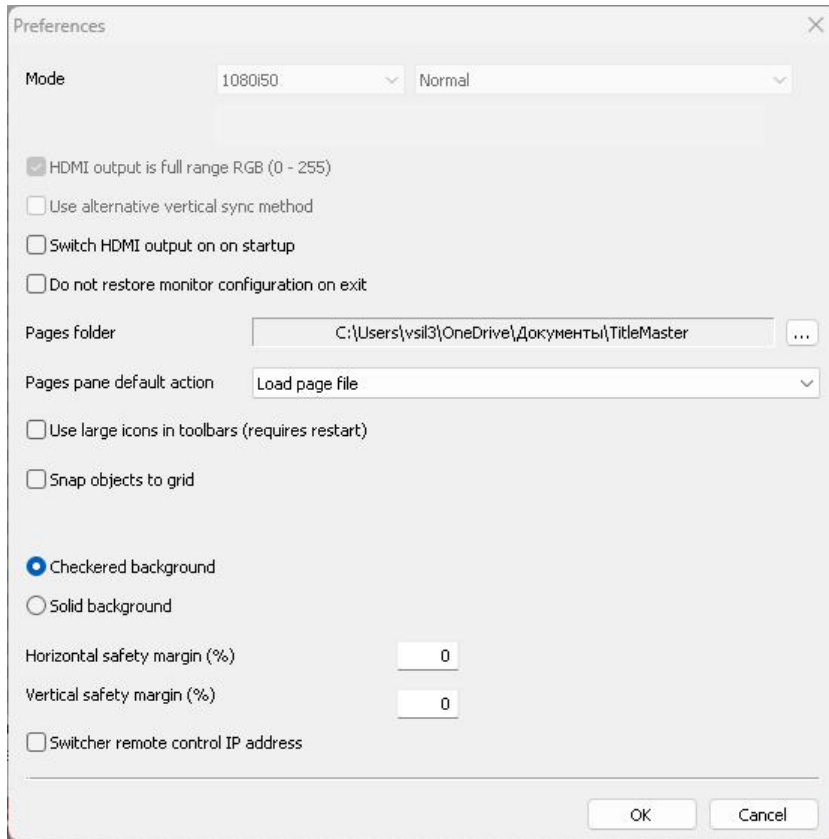 Preferences
Mode 1080i50 Normal
HDMI output is full range RGB (0 - 255)
Use alternative vertical sync method
Switch HDMI output on on startup
Do not restore monitor configuration on exit
Pages folder C:\Users\vsil3\OneDrive\Документы\TitleMaster ...
Pages pane default action Load page file
Use large icons in toolbars (requires restart)
Snap objects to grid
Checkered background
Solid background
Horizontal safety margin (%) 0
Vertical safety margin (%) 0
Switcher remote control IP address
OK Cancel